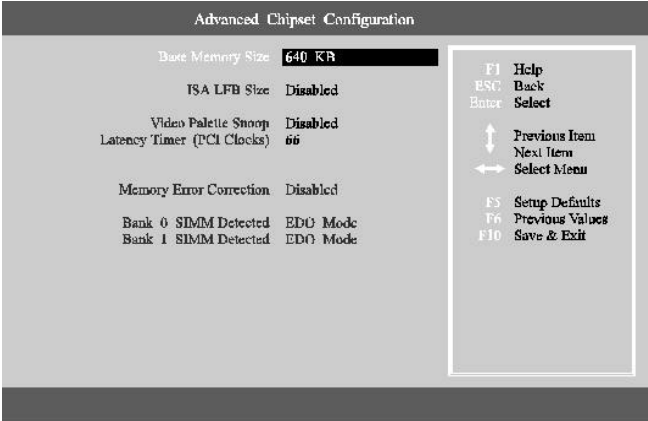 Advanced Chipset Configuration
Base Memory Size 640 KB
ISA LFB Size Disabled
Video Palette Snoop Disabled
Latency Timer (PCI Clocks) 66
Memory Error Correction Disabled
Bank 0 SIMM Detected EDO Mode
Bank 1 SIMM Detected EDO Mode
F1 Help
ESC Back
Enter Select
Previous Item
Next Item
Select Menu
F5 Setup Defaults
F6 Previous Values
F10 Save & Exit